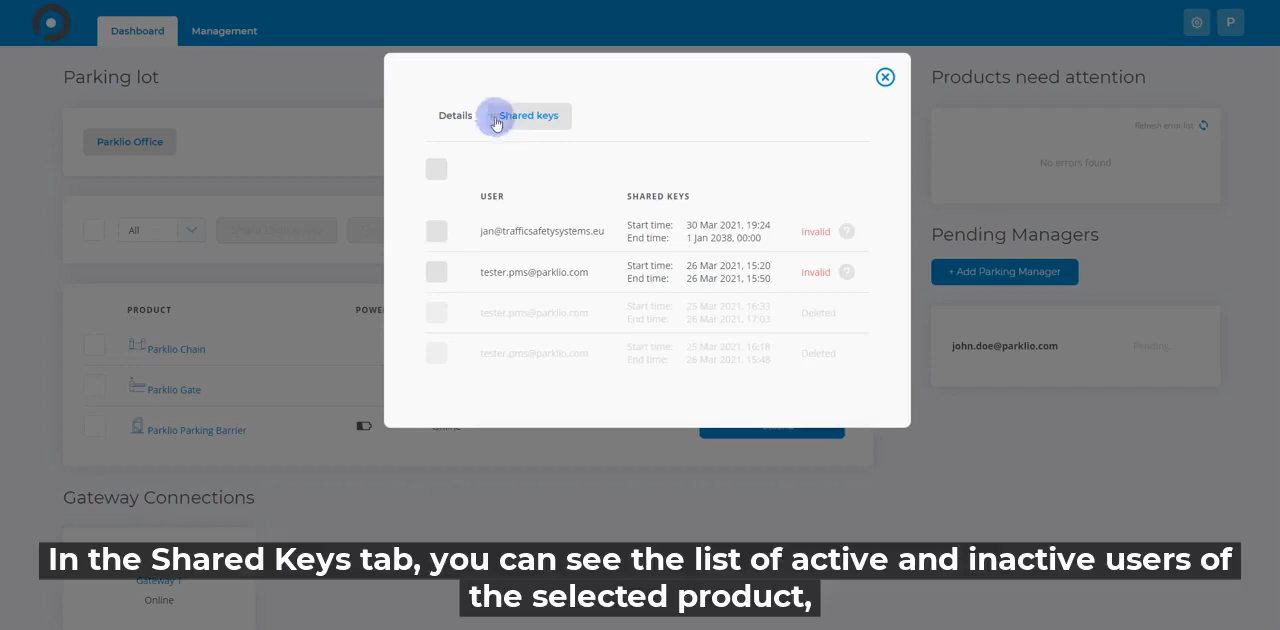 Dashboard
Management
P
Parking lot
Products need attention
Details
Shared keys
Parklio Office
Refresh error list
No errors found
USER
SHARED KEYS
All
jan@trafficsafetysystems.eu
Start time: 30 Mar 2021, 19:24
End time: 1 Jan 2038, 00:00
Invalid
?
Pending Managers
+ Add Parking Manager
tester.pms@parklio.com
Start time: 26 Mar 2021, 15:20
End time: 26 Mar 2021, 15:50
Invalid
?
PRODUCT
POWE
tester.pms@parklio.com
Start time: 25 Mar 2021, 16:33
End time: 26 Mar 2021, 17:03
Deleted
Parklio Chain
john.doe@parklio.com
Pending...
tester.pms@parklio.com
Start time: 25 Mar 2021, 16:18
End time: 26 Mar 2021, 15:48
Deleted
Parklio Gate
Parklio Parking Barrier
Online
Gateway Connections
In the Shared Keys tab, you can see the list of active and inactive users of
the selected product,
Gateway 1
Online